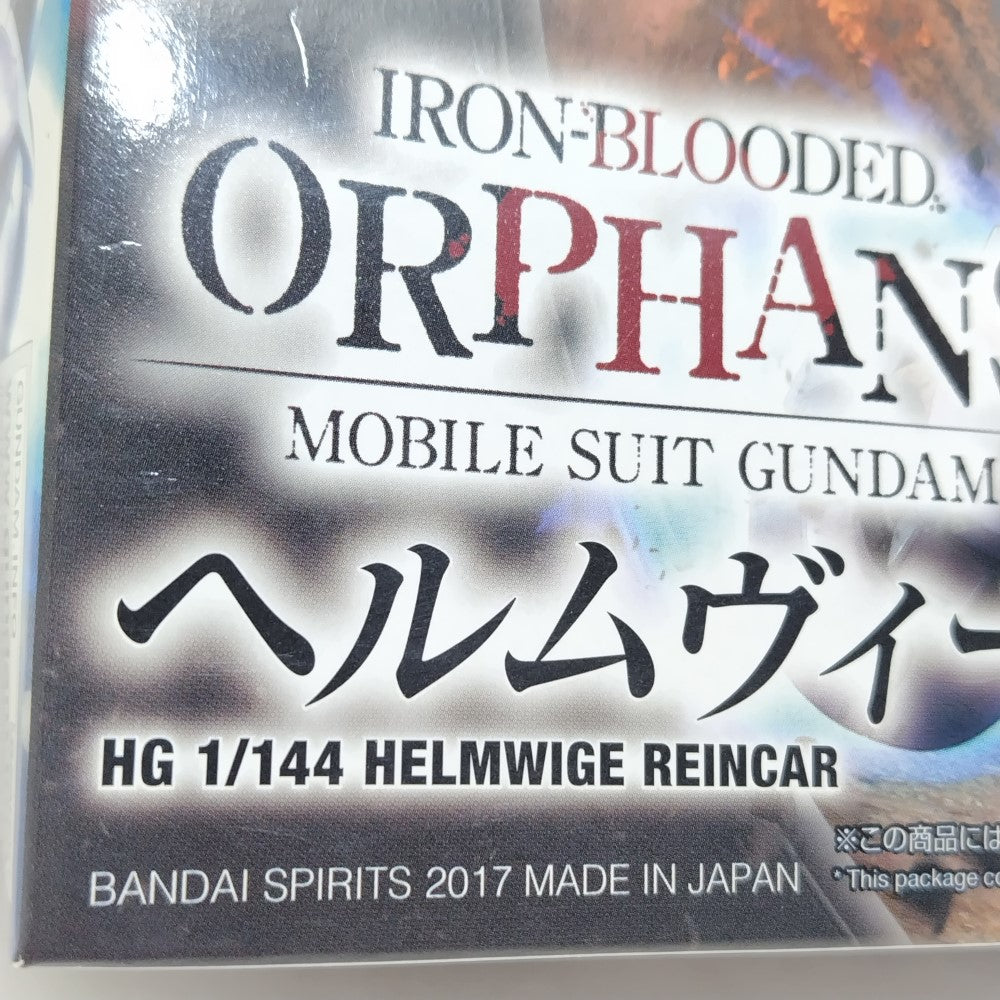 IRON-BLOODED
ORPHANS
MOBILE SUIT GUNDAM
ヘルムヴィー
HG 1/144 HELMWIGE REINCAR
※この商品には
BANDAI SPIRITS 2017 MADE IN JAPAN
*This package co